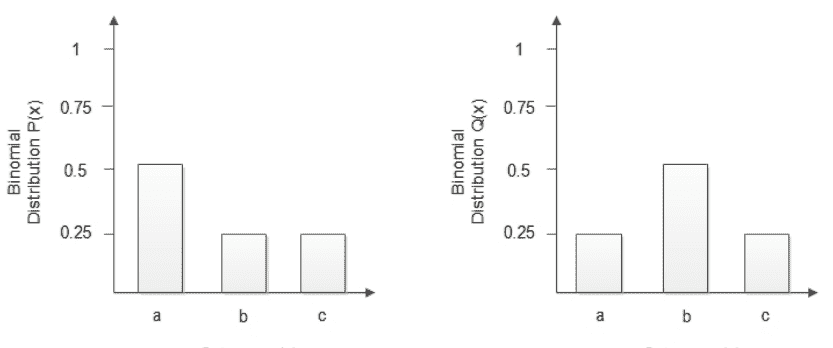 Binomial
Distribution P(x)
1
0.75
0.5
0.25
a b c
Binomial
Distribution Q(x)
1
0.75
0.5
0.25
a b c